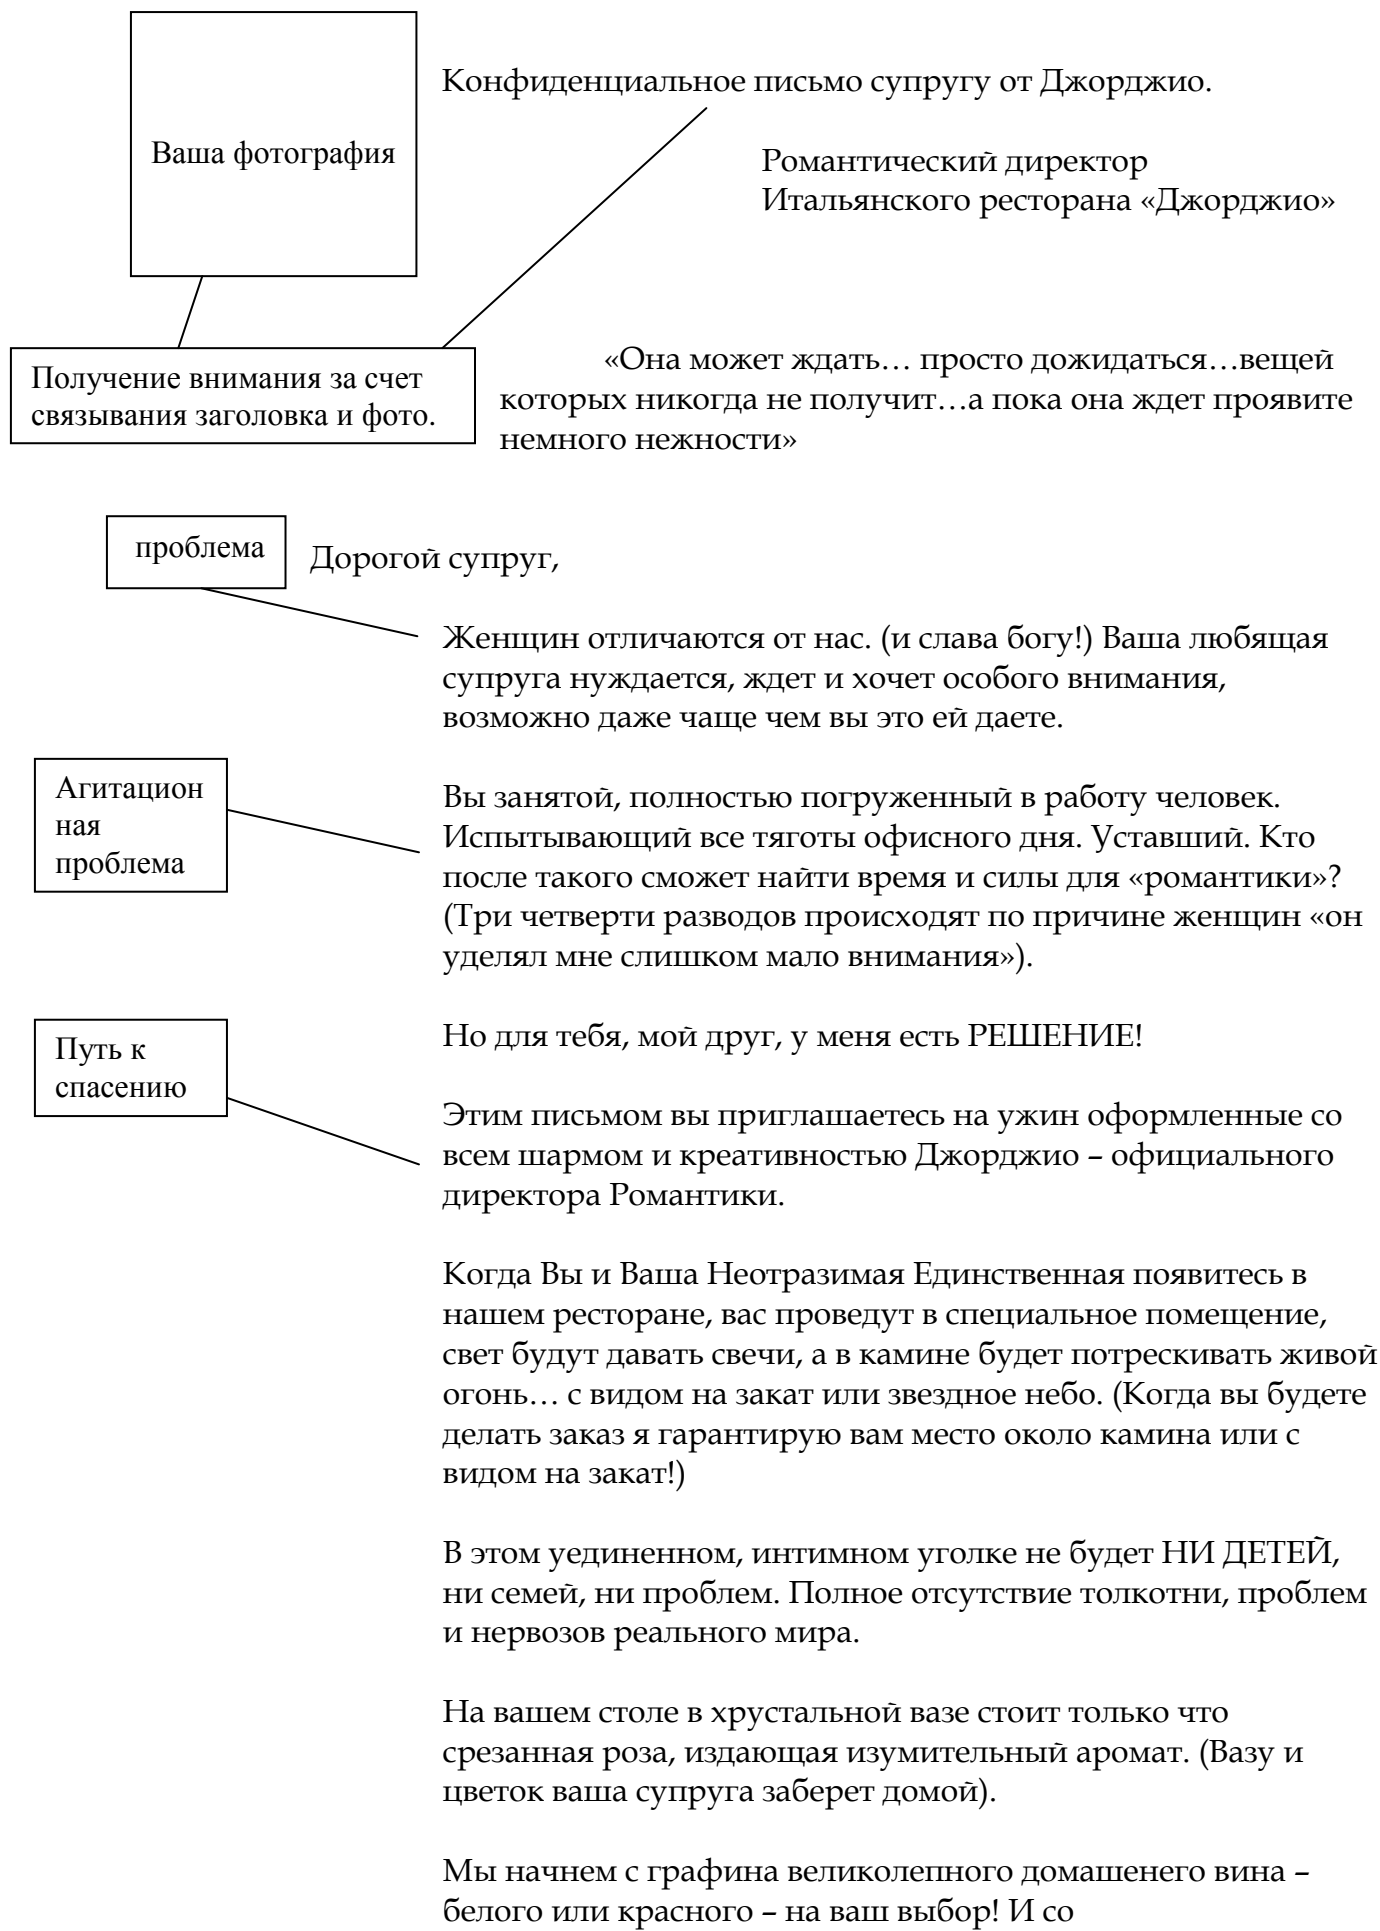 Ваша фотография
Конфиденциальное письмо супругу от Джорджио.
Романтический директор
Итальянского ресторана «Джорджио»
Получение внимания за счет
связывания заголовка и фото.
«Она может ждать… просто дожидаться…вещей
которых никогда не получит…а пока она ждет проявите
немного нежности»
проблема
Дорогой супруг,
Женщин отличаются от нас. (и слава богу!) Ваша любящая
супруга нуждается, ждет и хочет особого внимания,
возможно даже чаще чем вы это ей даете.
Агитацион
ная
проблема
Вы занятой, полностью погруженный в работу человек.
Испытывающий все тяготы офисного дня. Уставший. Кто
после такого сможет найти время и силы для «романтики»?
(Три четверти разводов происходят по причине женщин «он
уделял мне слишком мало внимания»).
Путь к
спасению
Но для тебя, мой друг, у меня есть РЕШЕНИЕ!
Этим письмом вы приглашаетесь на ужин оформленные со
всем шармом и креативностью Джорджио – официального
директора Романтики.
Когда Вы и Ваша Неотразимая Единственная появитесь в
нашем ресторане, вас проведут в специальное помещение,
свет будут давать свечи, а в камине будет потрескивать живой
огонь… с видом на закат или звездное небо. (Когда вы будете
делать заказ я гарантирую вам место около камина или с
видом на закат!)
В этом уединенном, интимном уголке не будет НИ ДЕТЕЙ,
ни семей, ни проблем. Полное отсутствие толкотни, проблем
и нервозов реального мира.
На вашем столе в хрустальной вазе стоит только что
срезанная роза, издающая изумительный аромат. (Вазу и
цветок ваша супруга заберет домой).
Мы начнем с графина великолепного домашенего вина –
белого или красного – на ваш выбор! И со